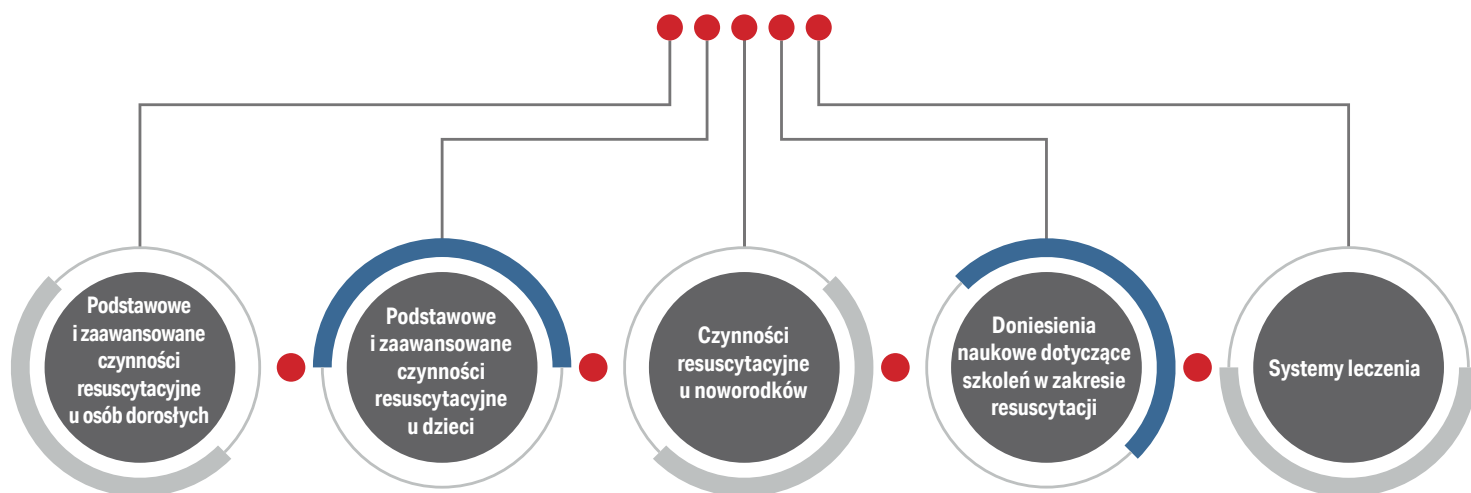 Podstawowe
i zaawansowane
czynności
resuscytacyjne
u osób dorosłych
Podstawowe
i zaawansowane
czynności
resuscytacyjne
u dzieci
Czynności
resuscytacyjne
u noworodków
Doniesienia
naukowe dotyczące
szkoleń w zakresie
resuscytacji
Systemy leczenia